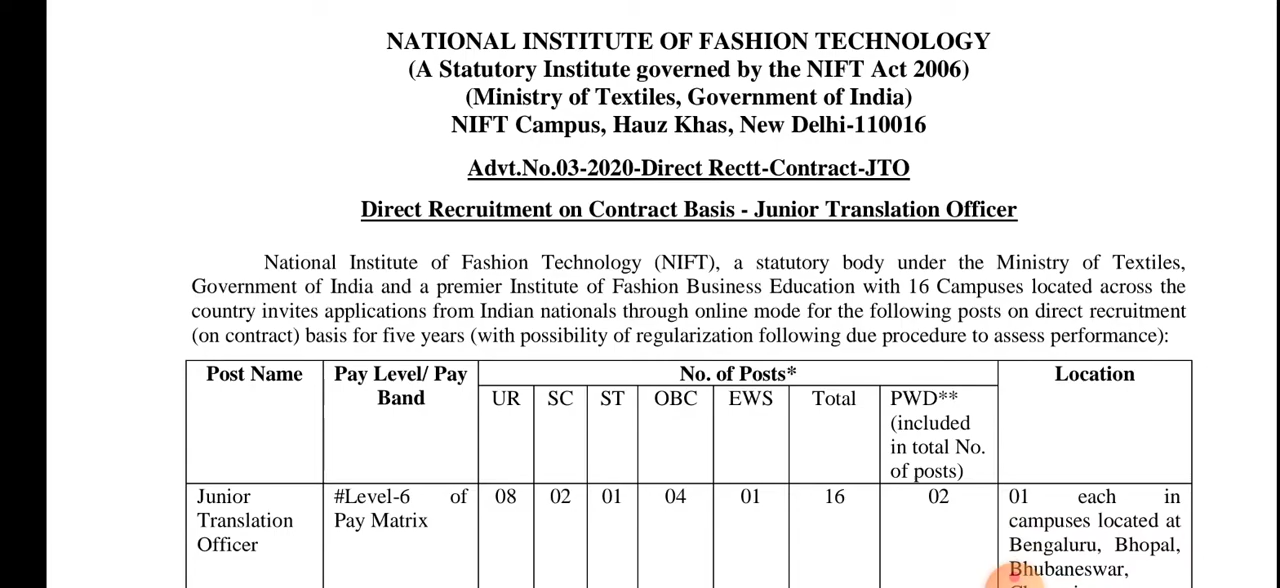 NATIONAL INSTITUTE OF FASHION TECHNOLOGY
(A Statutory Institute governed by the NIFT Act 2006)
(Ministry of Textiles, Government of India)
NIFT Campus, Hauz Khas, New Delhi-110016
Advt.No.03-2020-Direct Rectt-Contract-JTO
Direct Recruitment on Contract Basis - Junior Translation Officer
National Institute of Fashion Technology (NIFT), a statutory body under the Ministry of Textiles,
Government of India and a premier Institute of Fashion Business Education with 16 Campuses located across the
country invites applications from Indian nationals through online mode for the following posts on direct recruitment
(on contract) basis for five years (with possibility of regularization following due procedure to assess performance):
Post Name Pay Level/ Pay No. of Posts* Location
Band UR SC ST OBC EWS Total PWD**
(included
in total No.
of posts)
Junior #Level-6 of 08 02 01 04 01 16 02 01 each in
Translation Pay Matrix campuses located at
Officer Bengaluru, Bhopal,
Bhubaneswar,